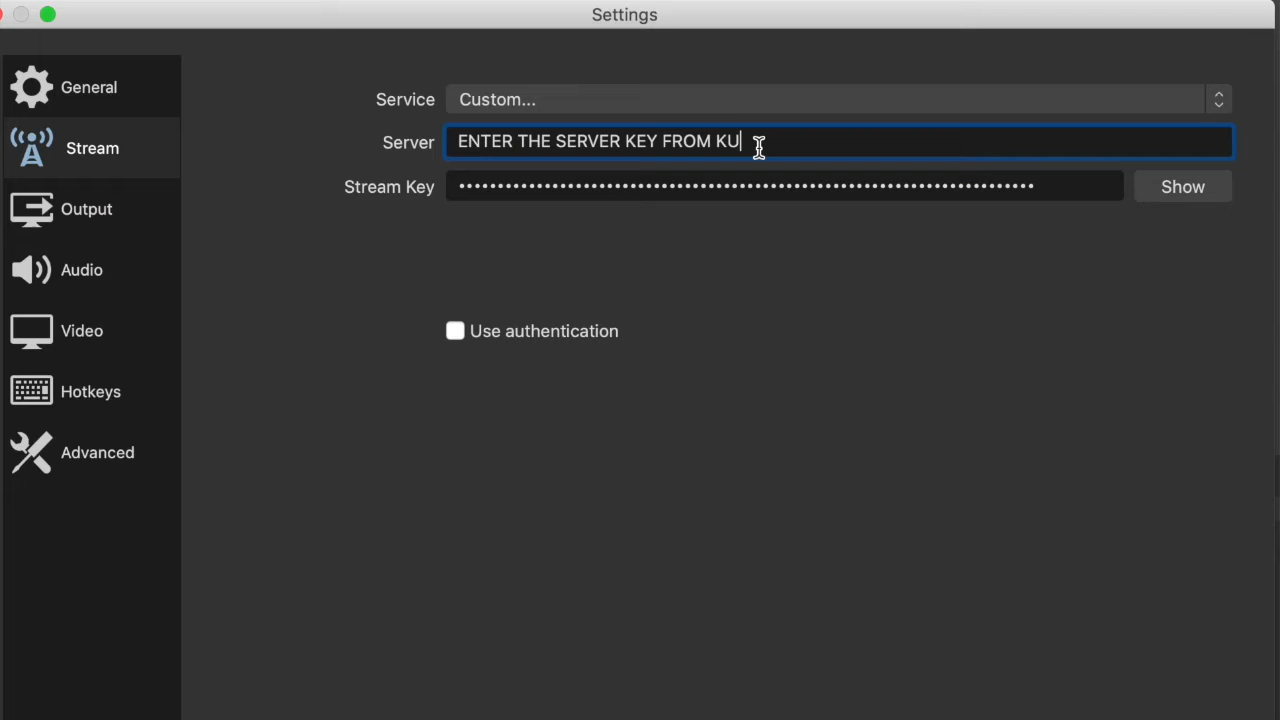 Settings
General
Stream
Output
Audio
Video
Hotkeys
Advanced
Service Custom...
Server ENTER THE SERVER KEY FROM KU
Stream Key Show
Use authentication